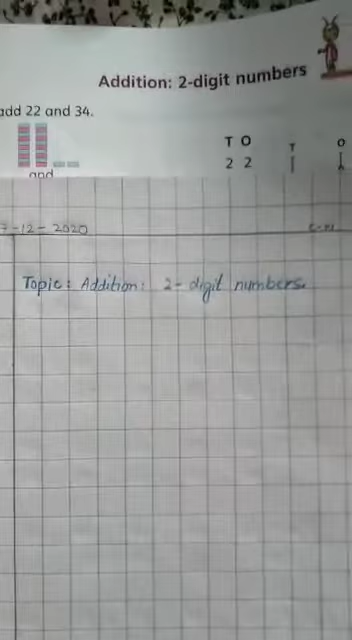 Addition: 2-digit numbers
add 22 and 34.
T O T O
2 2
and
-12-2020
Topic: Addition: 2-digit numbers.